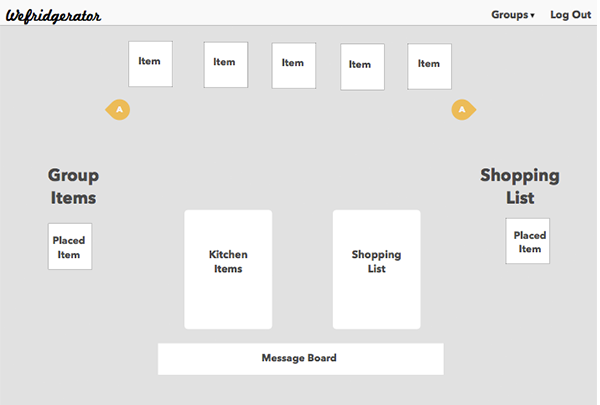 Wefridgerator
Groups ▾ Log Out
Item Item Item Item Item
A A
Group
Items
Shopping
List
Placed
Item
Kitchen
Items
Shopping
List
Placed
Item
Message Board